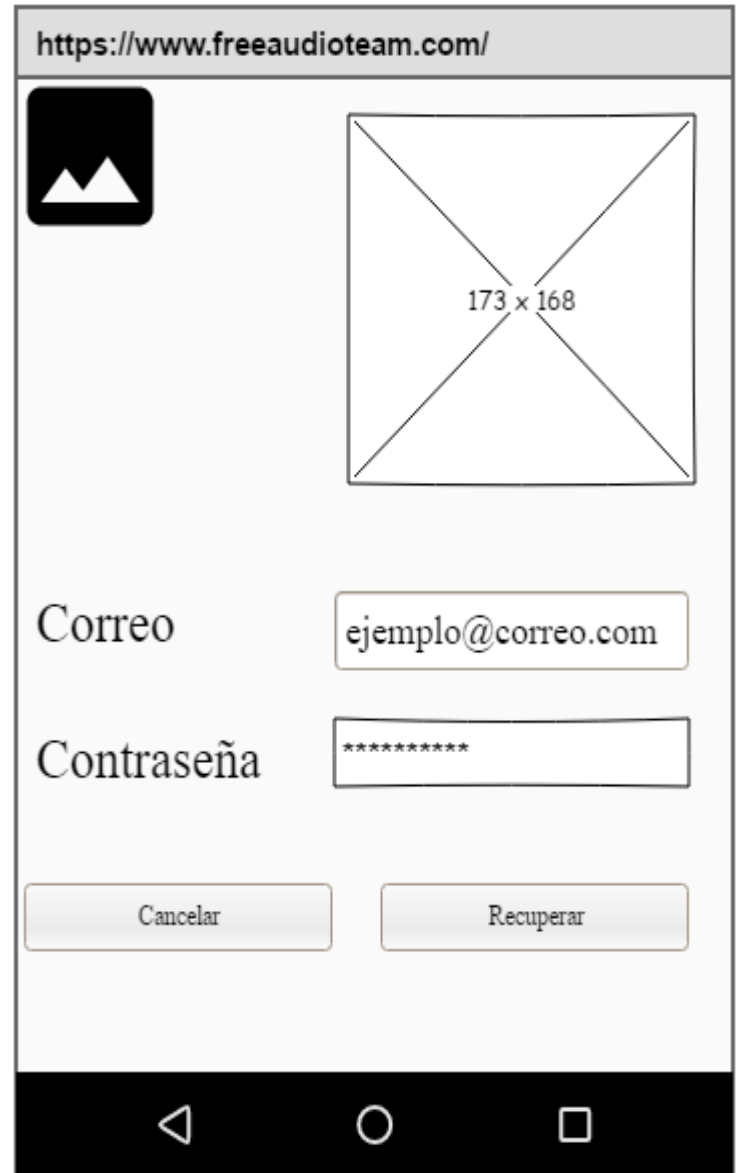 https://www.freeaudioteam.com/
173 x 168
Correo
ejemplo@correo.com
Contraseña
**********
Cancelar
Recuperar